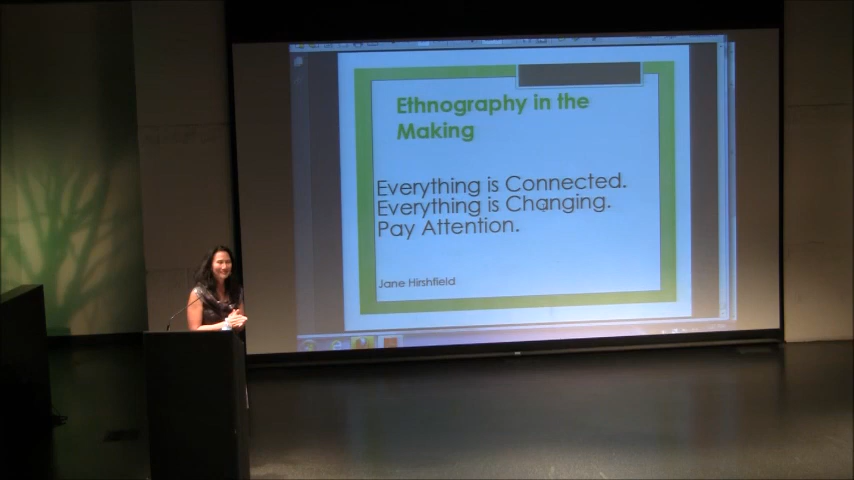 Ethnography in the
Making
Everything is Connected.
Everything is Changing.
Pay Attention.
Jane Hirshfield